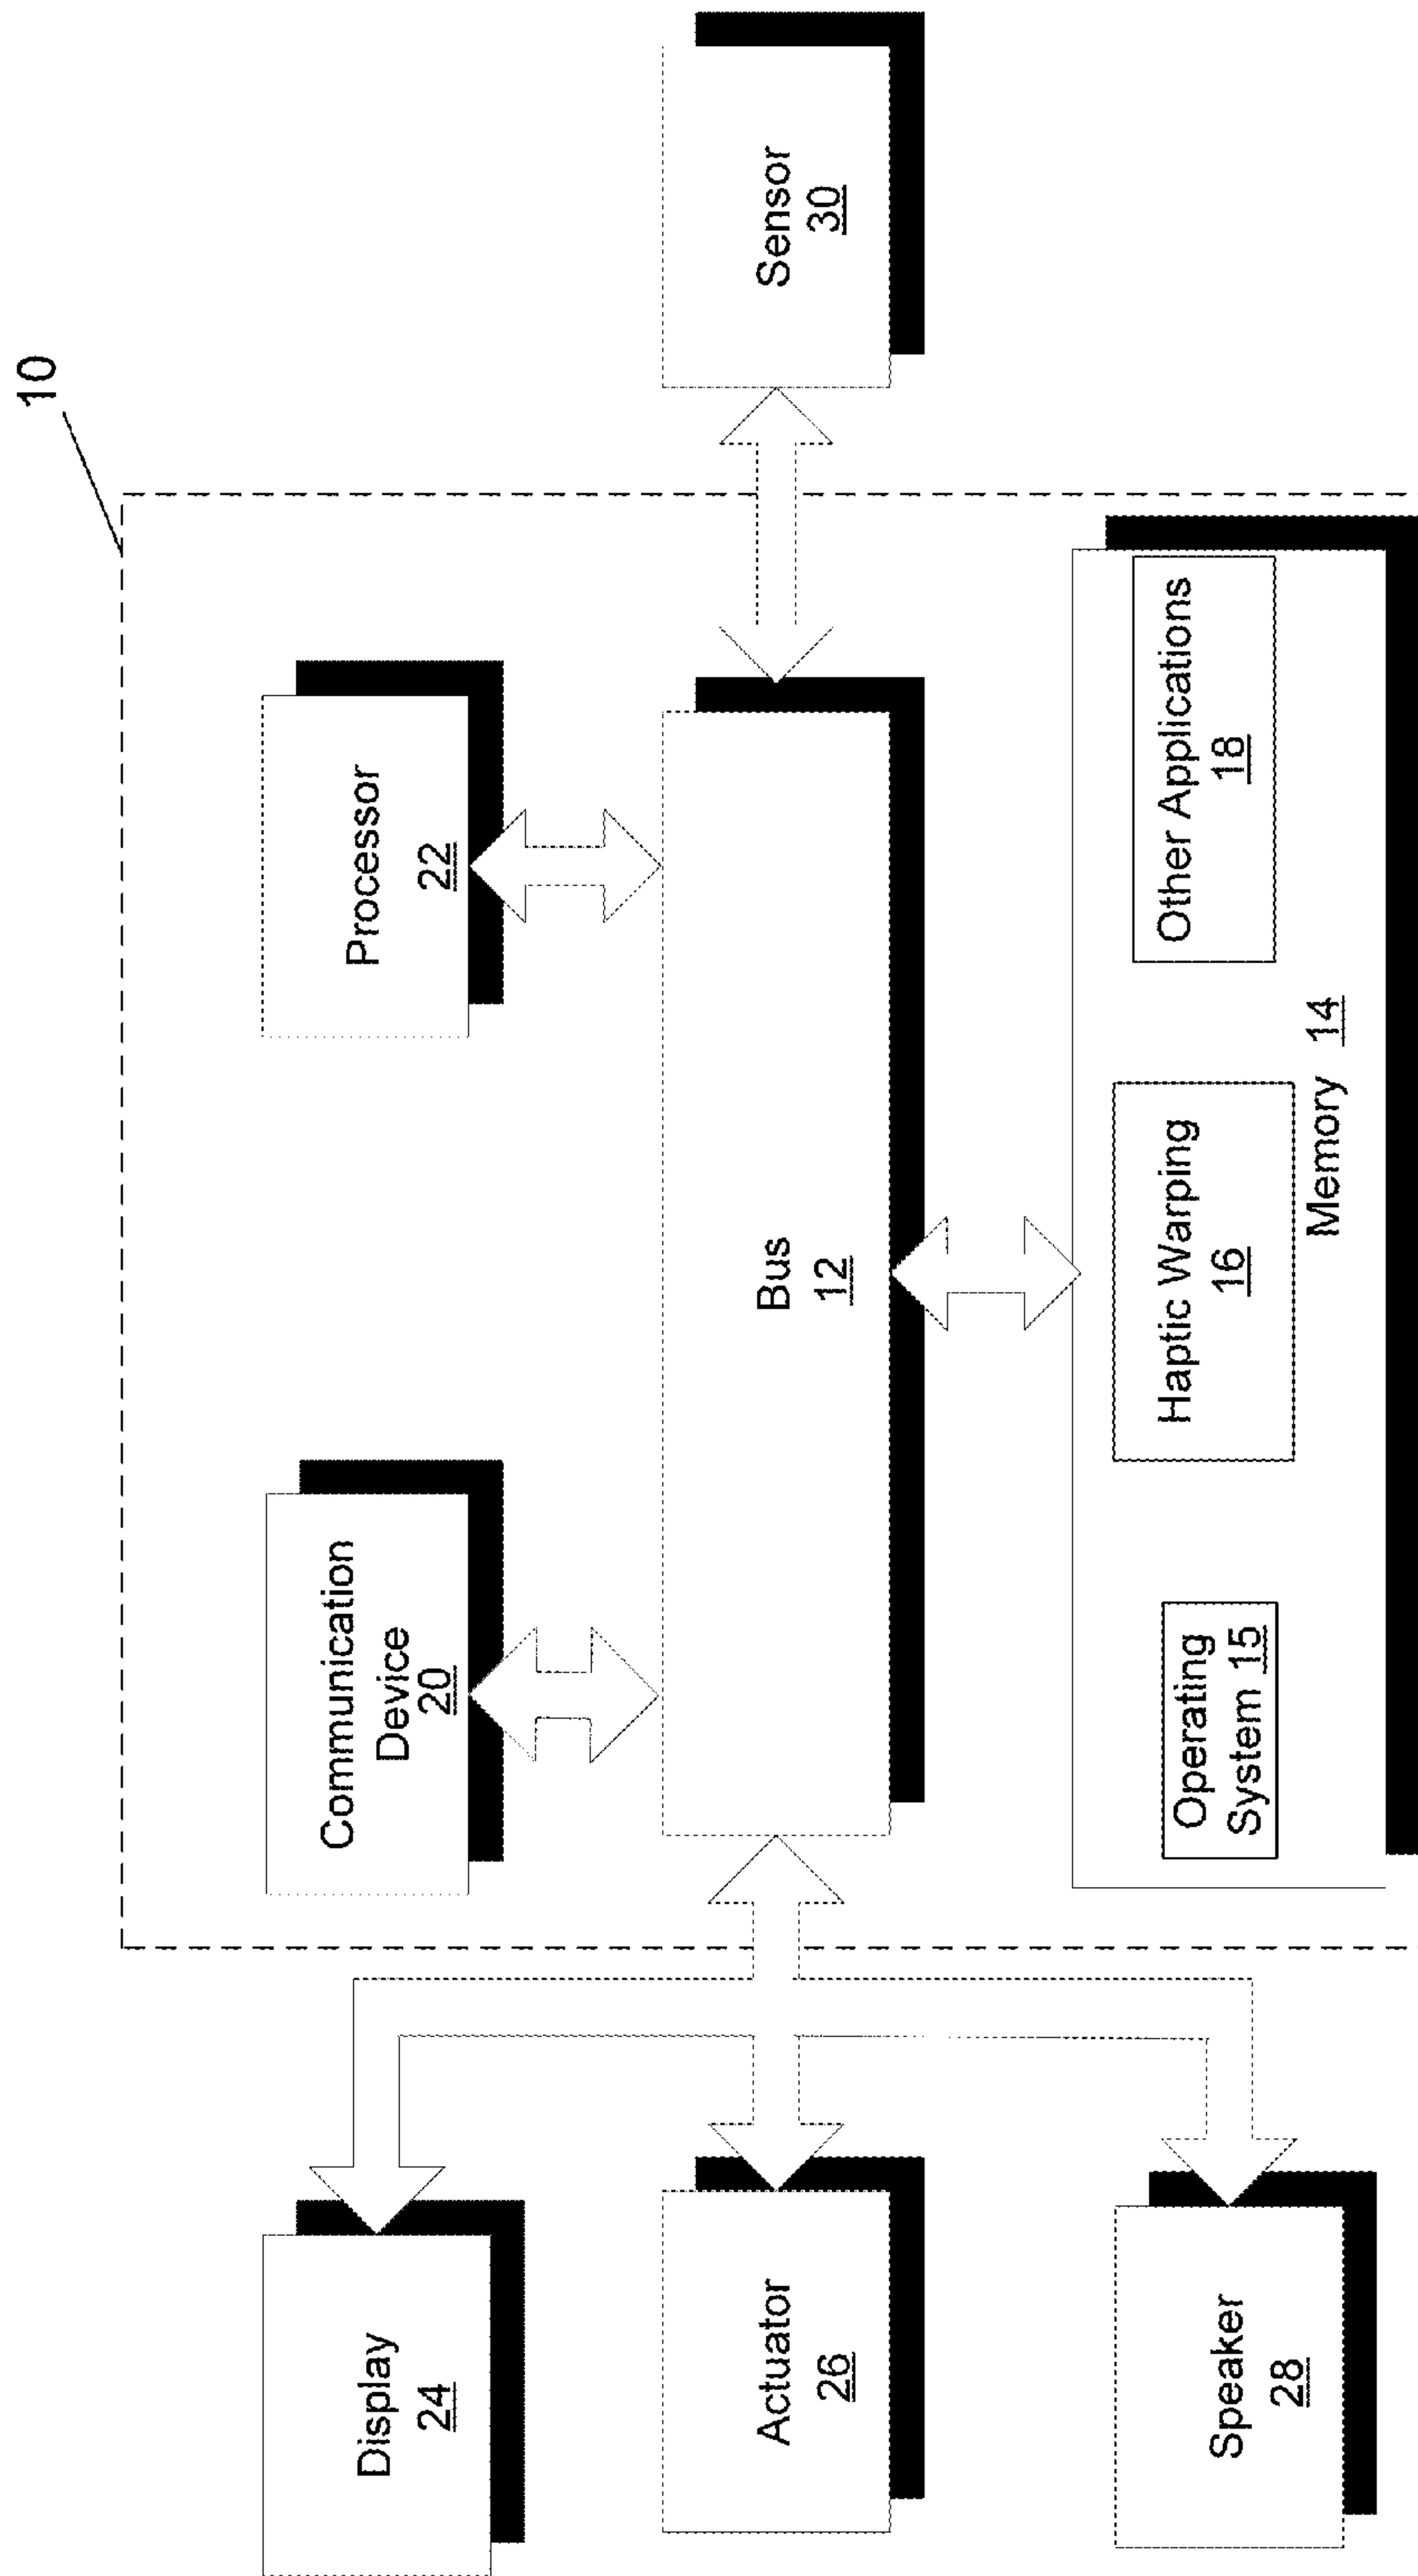 10
Communication
Device
20
Processor
22
Display
24
Actuator
26
Bus
12
Sensor
30
Speaker
28
Operating
System 15
Haptic Warping
16
Other Applications
18
Memory 14